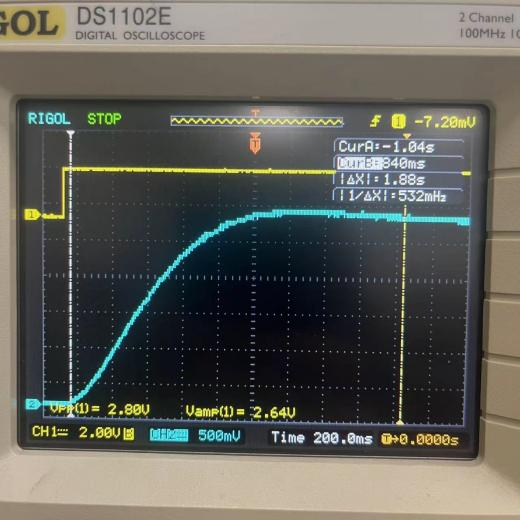 GOL DS1102E
DIGITAL OSCILLOSCOPE
2 Channel
100MHz 1G
RIGOL STOP
T
1 -7.20mV
T
CurA:-1.04s
CurB:840ms
|ΔX|:1.88s
|1/ΔX|:532mHz
1
2
Vpp(1)= 2.80V Vamp(1)= 2.64V
CH1 2.00V B CH2 500mV Time 200.0ms T→0.0000s